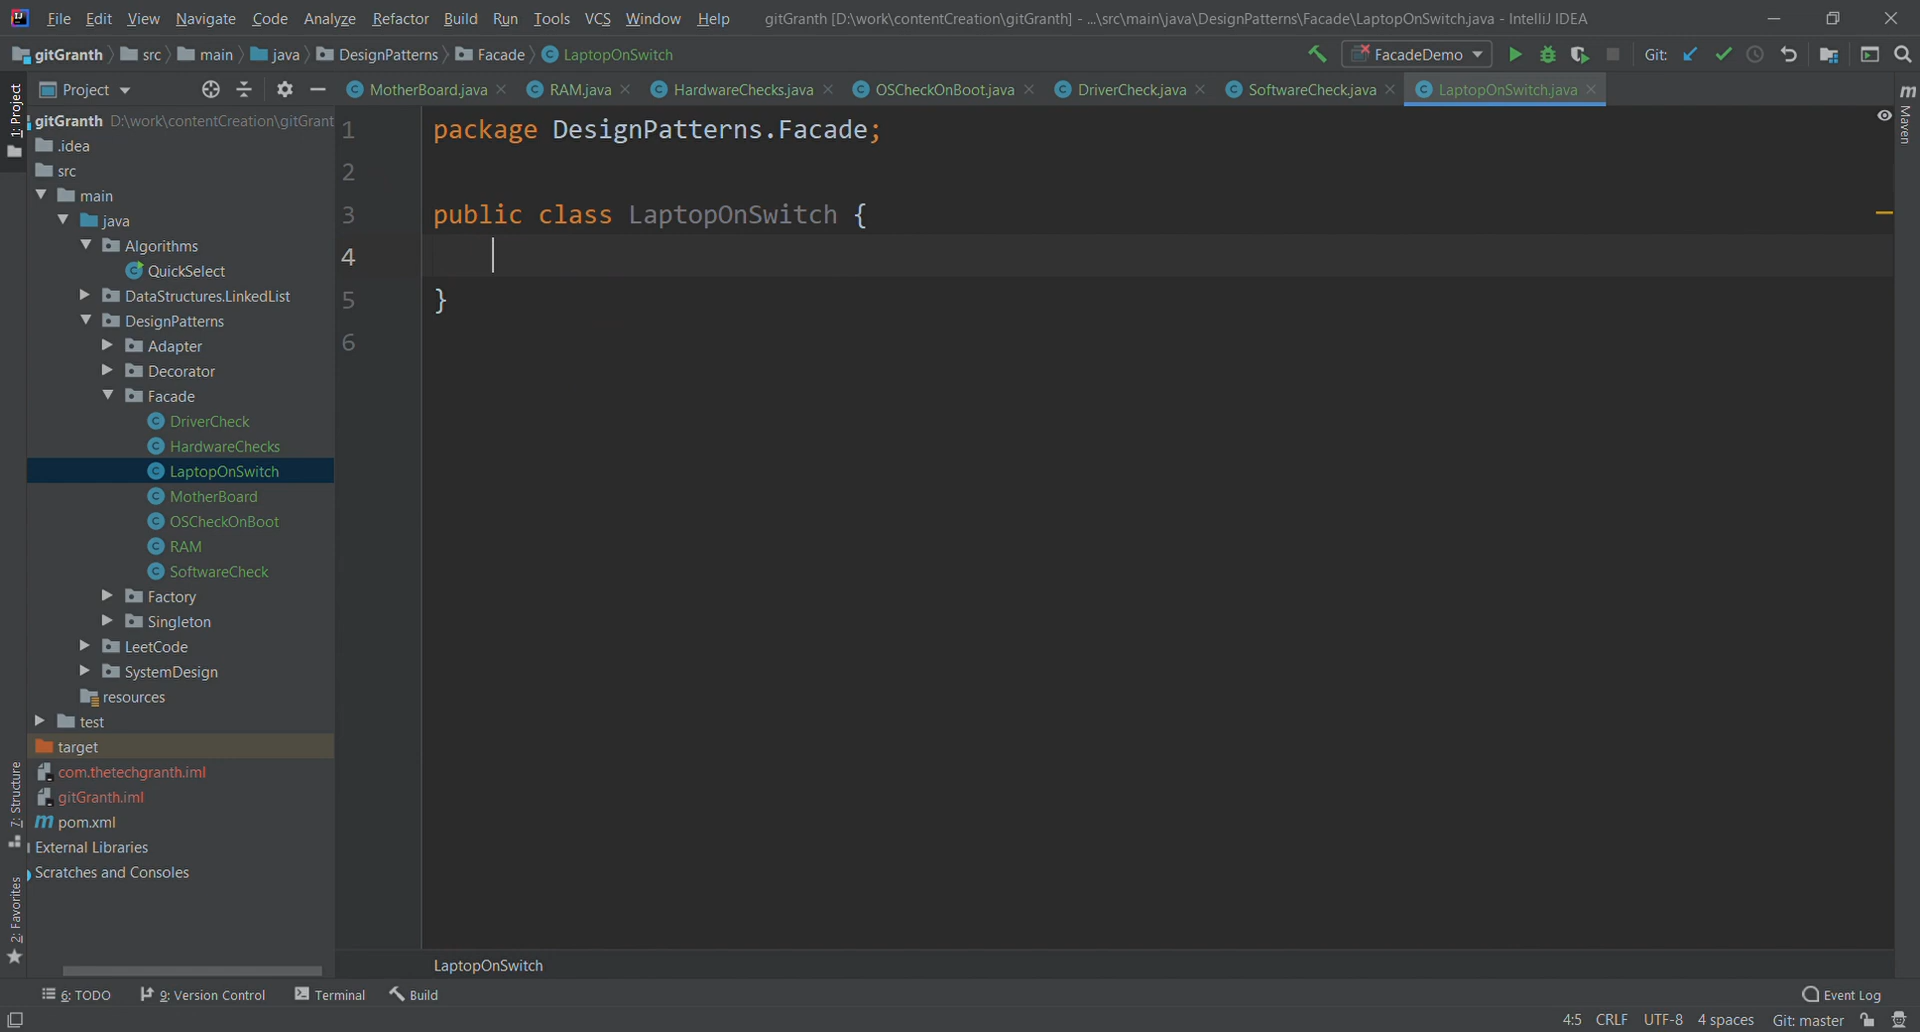 File Edit View Navigate Code Analyze Refactor Build Run Tools VCS Window Help gitGranth [D:\work\contentCreation\gitGranth] - ...\src\main\java\DesignPatterns\Facade\LaptopOnSwitch.java - IntelliJ IDEA
gitGranth src main java DesignPatterns Facade LaptopOnSwitch FacadeDemo Git:
Project MotherBoard.java RAM.java HardwareChecks.java OSCheckOnBoot.java DriverCheck.java SoftwareCheck.java LaptopOnSwitch.java
1: Project
Maven
gitGranth D:\work\contentCreation\gitGrant
.idea
src
main
java
Algorithms
QuickSelect
DataStructures.LinkedList
DesignPatterns
Adapter
Decorator
Facade
DriverCheck
HardwareChecks
LaptopOnSwitch
MotherBoard
OSCheckOnBoot
RAM
SoftwareCheck
Factory
Singleton
LeetCode
SystemDesign
resources
test
target
com.thetechgranth.iml
gitGranth.iml
pom.xml
External Libraries
Scratches and Consoles
7: Structure
2: Favorites
1 package DesignPatterns.Facade;
2
3 public class LaptopOnSwitch {
4
5 }
6
LaptopOnSwitch
6: TODO 9: Version Control Terminal Build Event Log
4:5 CRLF UTF-8 4 spaces Git: master